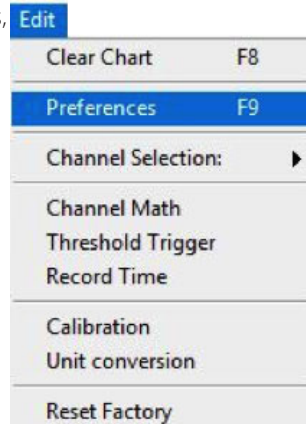 s, Edit
Clear Chart F8
Preferences F9
Channel Selection:
Channel Math
Threshold Trigger
Record Time
Calibration
Unit conversion
Reset Factory